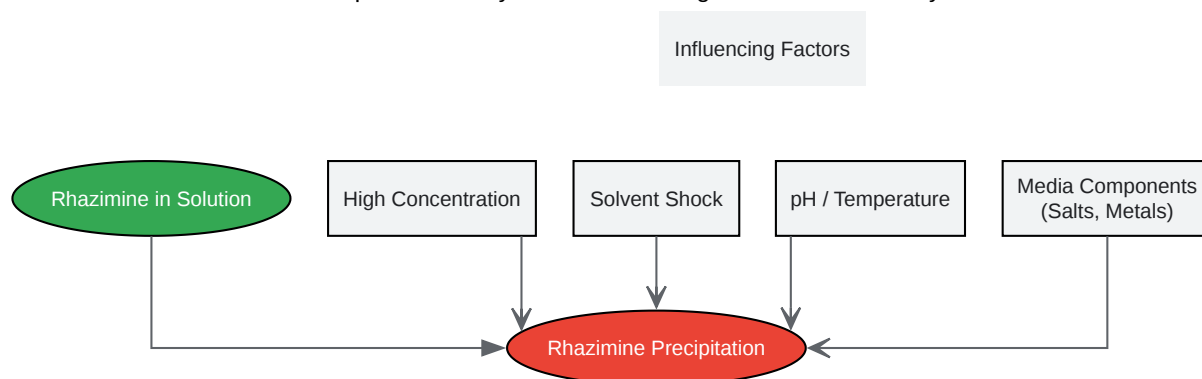 Influencing Factors
Rhazimine in Solution
High Concentration
Solvent Shock
pH / Temperature
Media Components
(Salts, Metals)
Rhazimine Precipitation